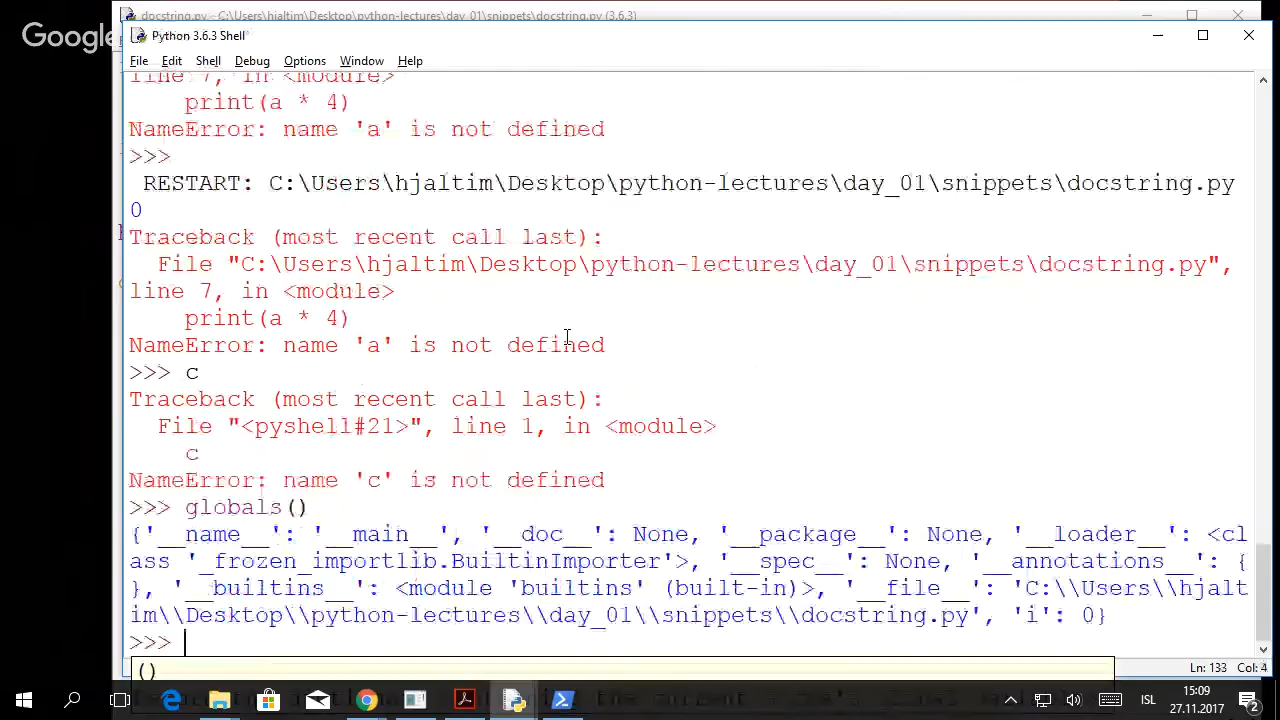 docstring.py - C:\Users\hjaltim\Desktop\python-lectures\day_01\snippets\docstring.py (3.6.3)
Google
Python 3.6.3 Shell
File Edit Shell Debug Options Window Help
line 7, in <module>
print(a * 4)
NameError: name 'a' is not defined
>>>
RESTART: C:\Users\hjaltim\Desktop\python-lectures\day_01\snippets\docstring.py
0
Traceback (most recent call last):
File "C:\Users\hjaltim\Desktop\python-lectures\day_01\snippets\docstring.py",
line 7, in <module>
print(a * 4)
NameError: name 'a' is not defined
>>> c
Traceback (most recent call last):
File "<pyshell#21>", line 1, in <module>
c
NameError: name 'c' is not defined
>>> globals()
{'__name__': '__main__', '__doc__': None, '__package__': None, '__loader__': <cl
ass '_frozen_importlib.BuiltinImporter'>, '__spec__': None, '__annotations__': {
}, '__builtins__': <module 'builtins' (built-in)>, '__file__': 'C:\\Users\\hjalt
im\\Desktop\\python-lectures\\day_01\\snippets\\docstring.py', 'i': 0}
>>>
()
Ln: 133 Col: 4
ISL
15:09
27.11.2017
2